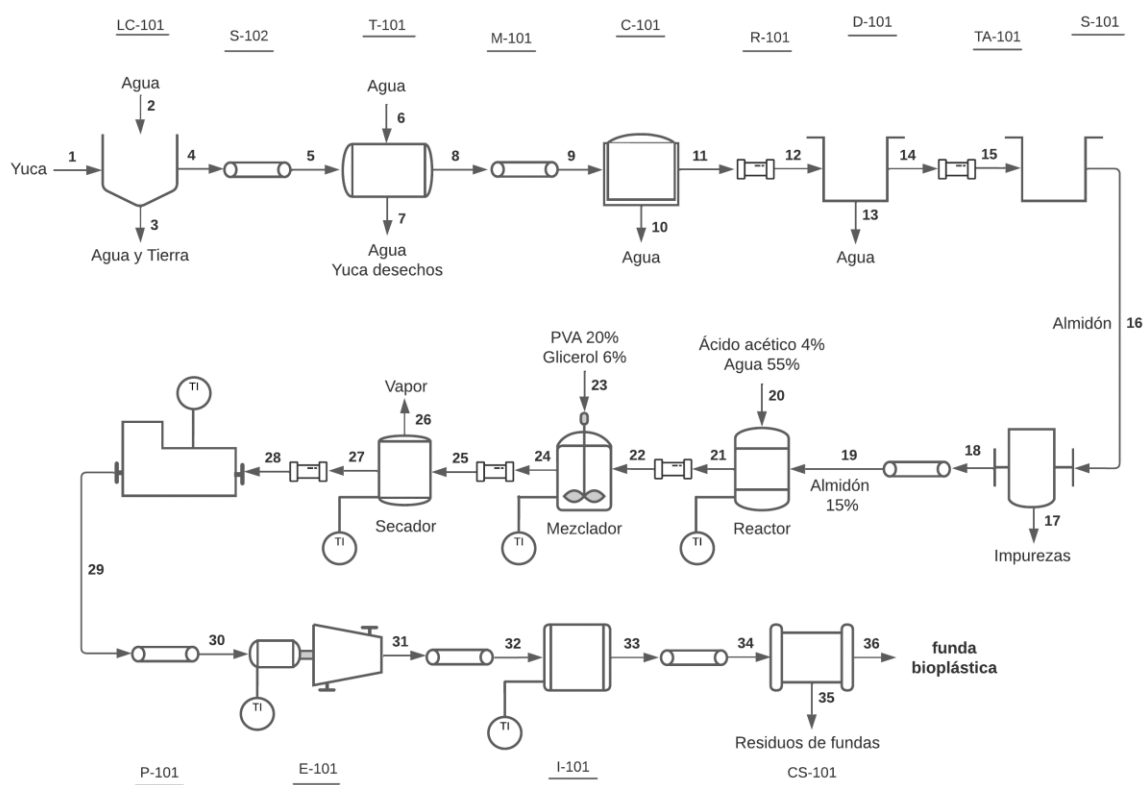 LC-101
S-102
T-101
M-101
C-101
R-101
D-101
TA-101
S-101
Agua
2
Agua
6
Yuca
1
4
5
8
9
11
12
14
15
3
7
10
13
Agua y Tierra
Agua
Yuca desechos
Agua
Agua
Almidón
16
PVA 20%
Glicerol 6%
23
Ácido acético 4%
Agua 55%
20
Vapor
26
TI
28
27
25
24
22
21
19
18
Almidón
15%
17
Impurezas
Secador
Mezclador
Reactor
TI
TI
TI
29
30
31
32
33
34
36
funda
bioplástica
TI
TI
35
Residuos de fundas
P-101
E-101
I-101
CS-101